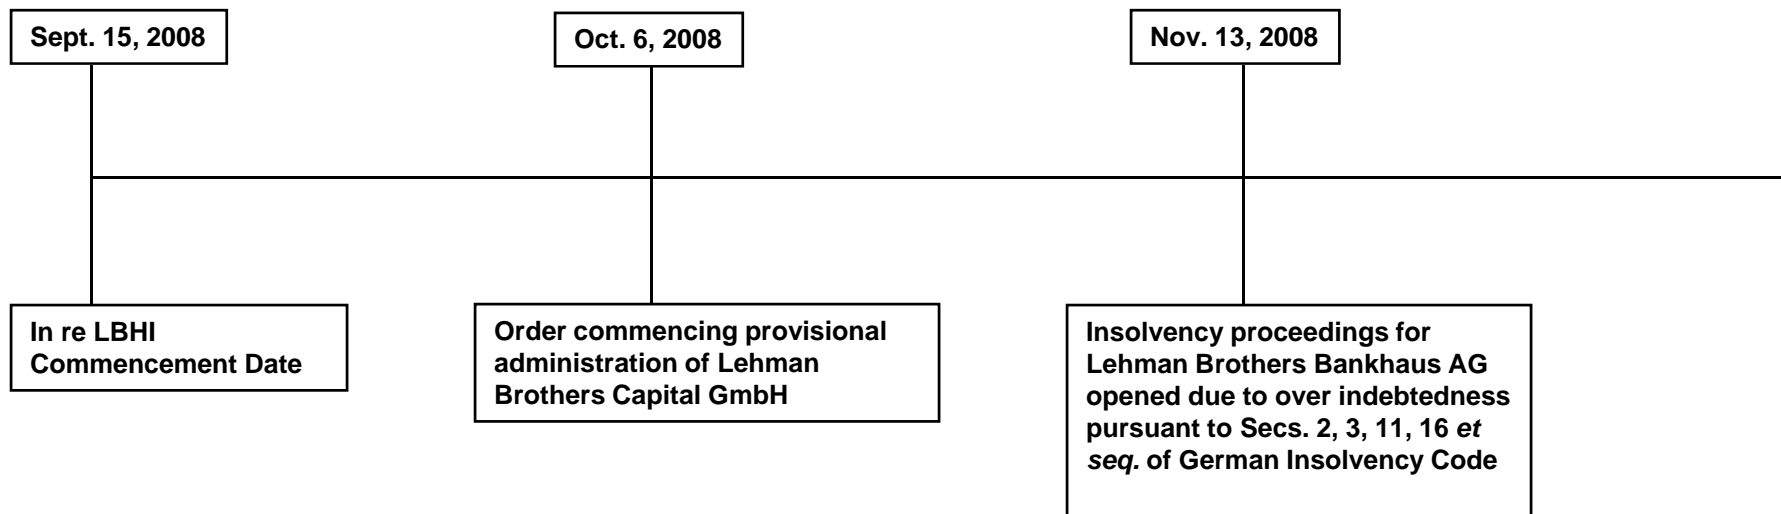 Sept. 15, 2008
Oct. 6, 2008
Nov. 13, 2008
In re LBHI
Commencement Date
Order commencing provisional
administration of Lehman
Brothers Capital GmbH
Insolvency proceedings for
Lehman Brothers Bankhaus AG
opened due to over indebtedness
pursuant to Secs. 2, 3, 11, 16 et
seq. of German Insolvency Code